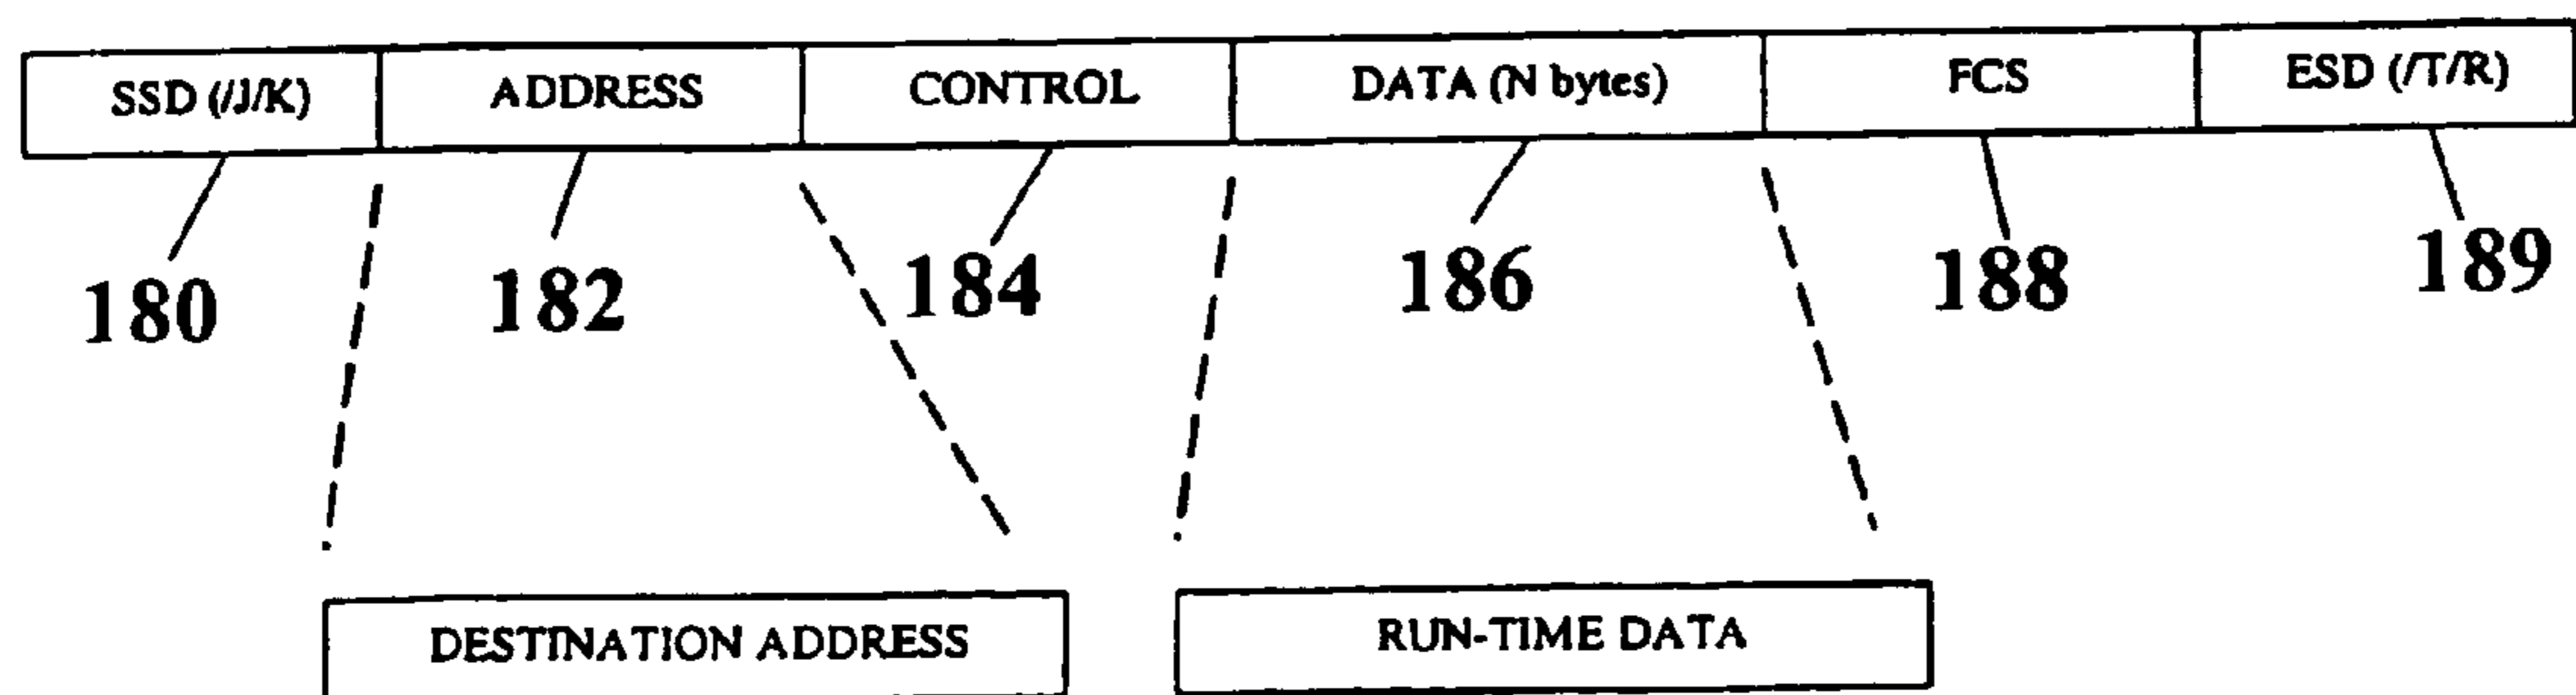 SSD (/J/K) ADDRESS CONTROL DATA (N bytes) FCS ESD (/T/R)
180 182 184 186 188 189
DESTINATION ADDRESS RUN-TIME DATA